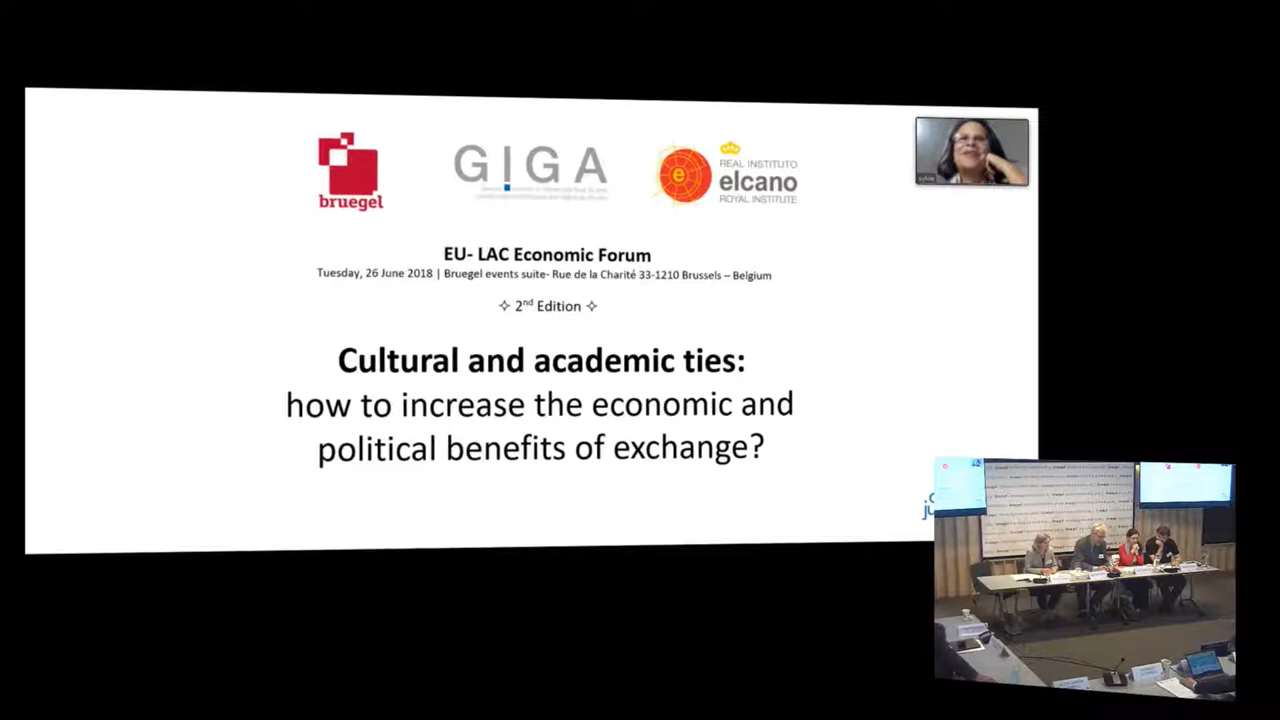 bruegel
GIGA
REAL INSTITUTO
elcano
ROYAL INSTITUTE
sylvie
EU- LAC Economic Forum
Tuesday, 26 June 2018 | Bruegel events suite- Rue de la Charité 33-1210 Brussels – Belgium
✧ 2nd Edition ✧
Cultural and academic ties:
how to increase the economic and
political benefits of exchange?